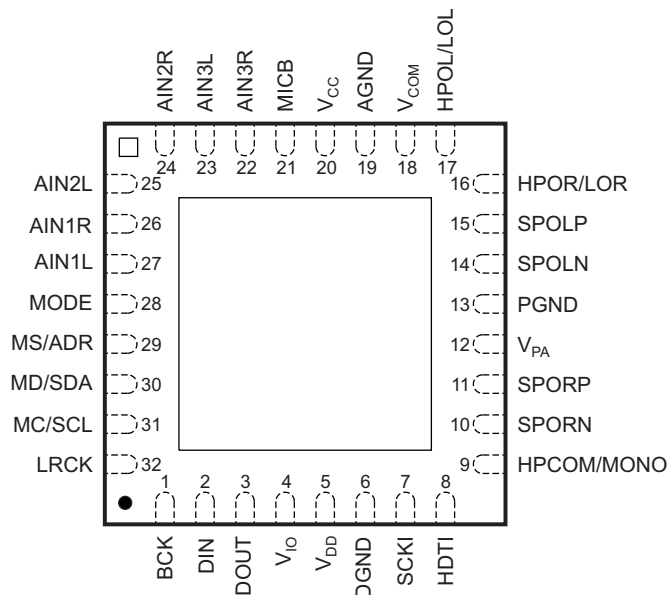 AIN2R
AIN3L
AIN3R
MICB
VCC
AGND
VCOM
HPOL/LOL
24 23 22 21 20 19 18 17
AIN2L 25
AIN1R 26
AIN1L 27
MODE 28
MS/ADR 29
MD/SDA 30
MC/SCL 31
LRCK 32
16 HPOR/LOR
15 SPOLP
14 SPOLN
13 PGND
12 VPA
11 SPORP
10 SPORN
9 HPCOM/MONO
1 2 3 4 5 6 7 8
BCK
DIN
DOUT
VIO
VDD
DGND
SCKI
HDTI